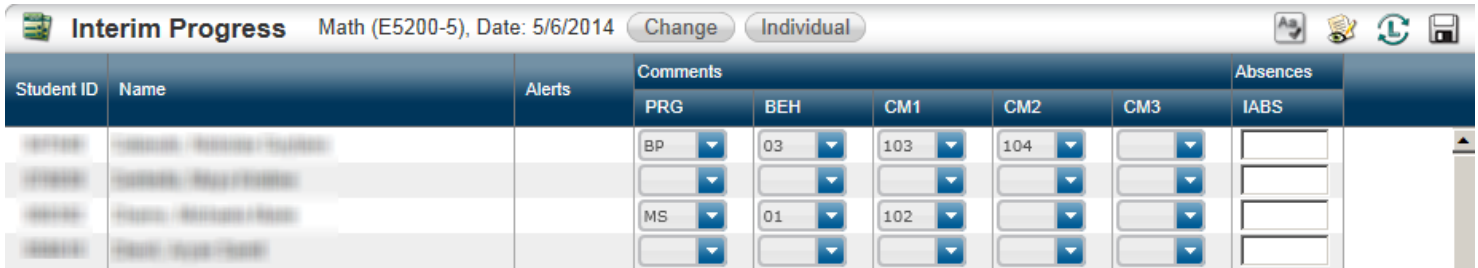 Interim Progress Math (E5200-5), Date: 5/6/2014 Change Individual
Student ID Name Alerts Comments Absences
PRG BEH CM1 CM2 CM3 IABS
BP 03 103 104
MS 01 102